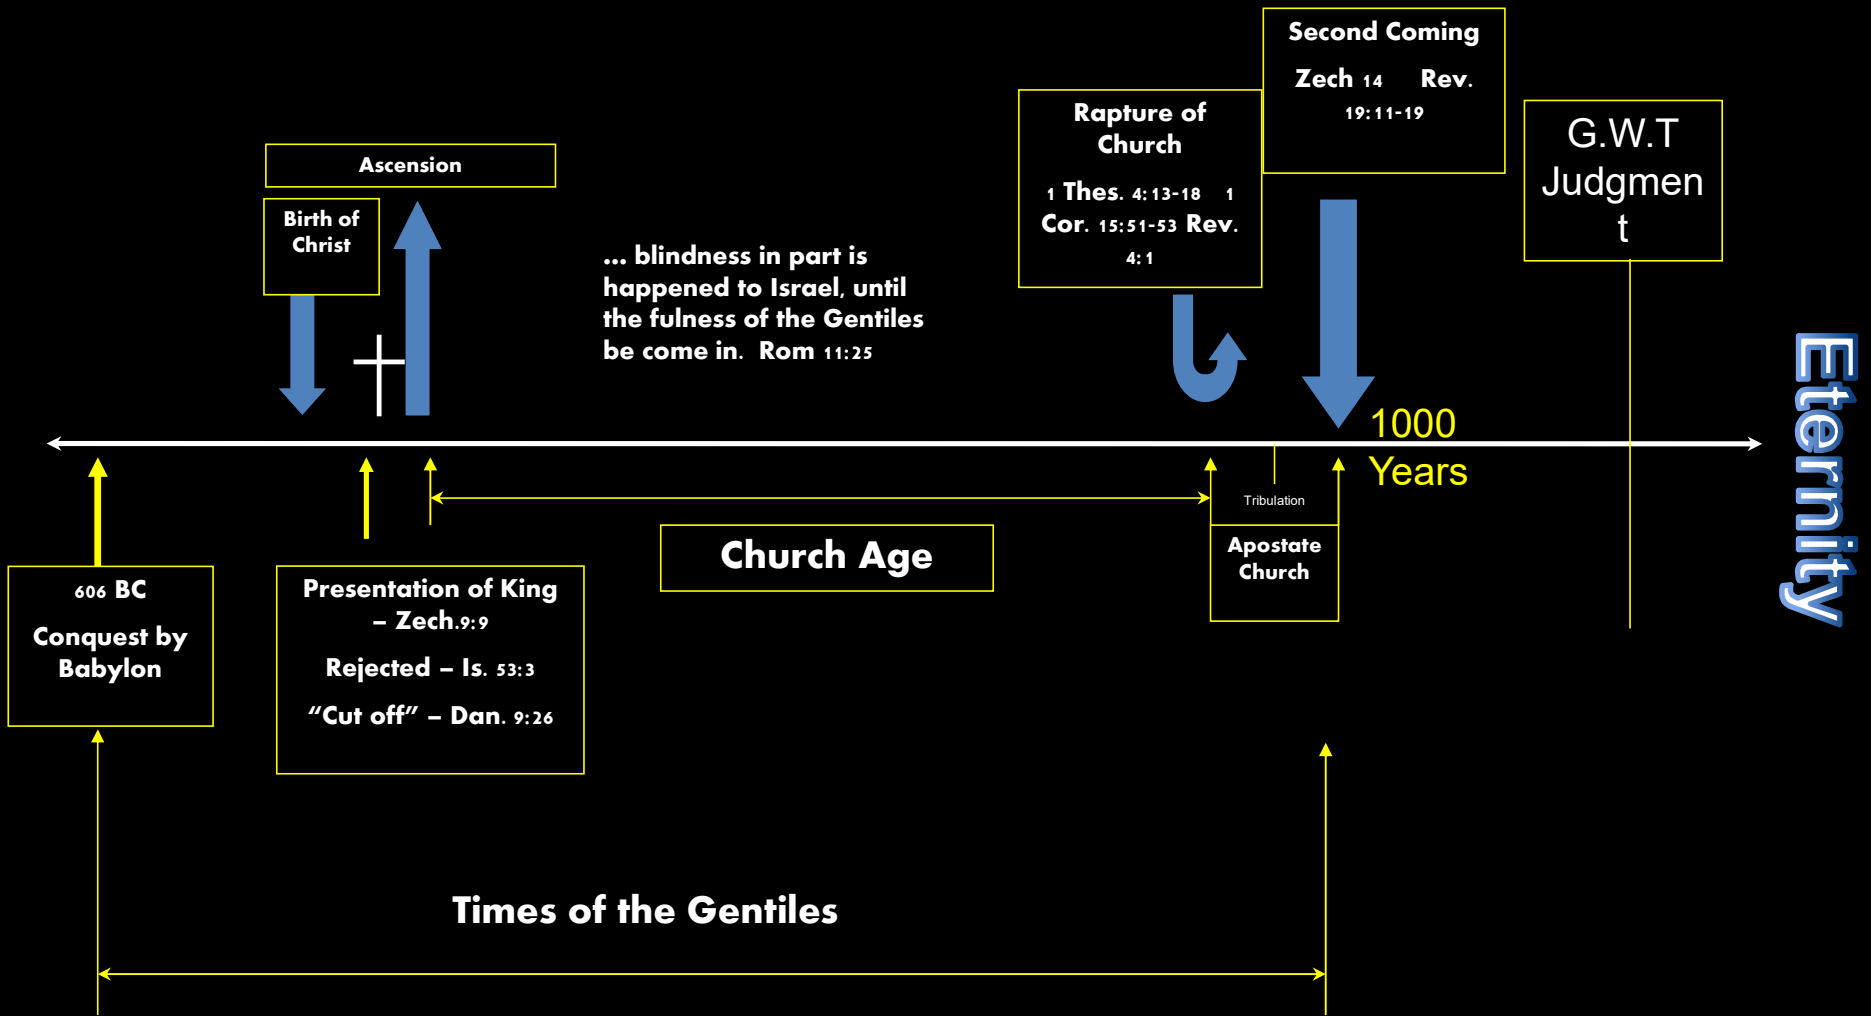 Second Coming
Zech 14 Rev.
19:11-19
Rapture of
Church
1 Thes. 4:13-18 1
Cor. 15:51-53 Rev.
4:1
G.W.T
Judgmen
t
Ascension
Birth of
Christ
... blindness in part is
happened to Israel, until
the fulness of the Gentiles
be come in. Rom 11:25
1000
Years
Eternity
Tribulation
Church Age
Apostate
Church
606 BC
Conquest by
Babylon
Presentation of King
– Zech.9:9
Rejected – Is. 53:3
“Cut off” – Dan. 9:26
Times of the Gentiles